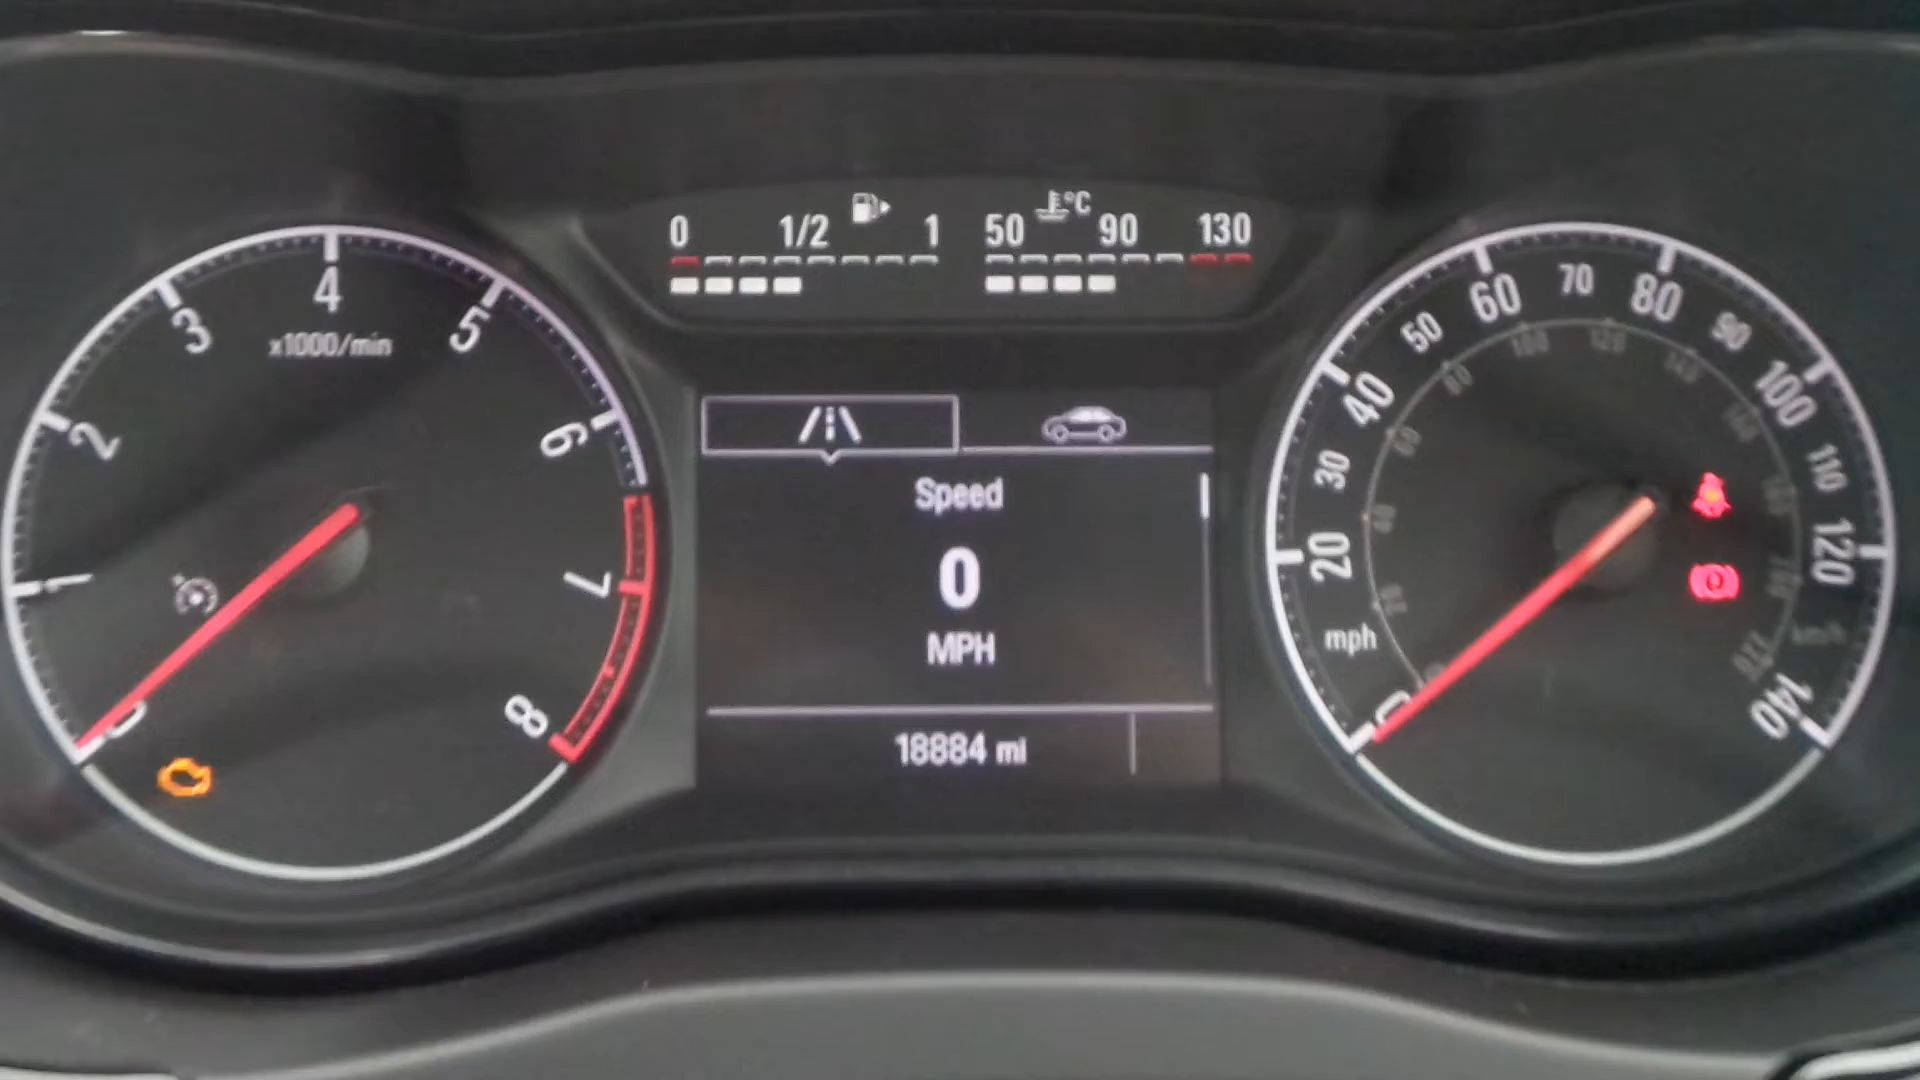 0 1/2 1
50 °C 90 130
0 1 2 3 4 5 6 7 8
x1000/min
Speed
0
MPH
18884 mi
20 30 40 50 60 70 80 90 100 110 120 140
mph